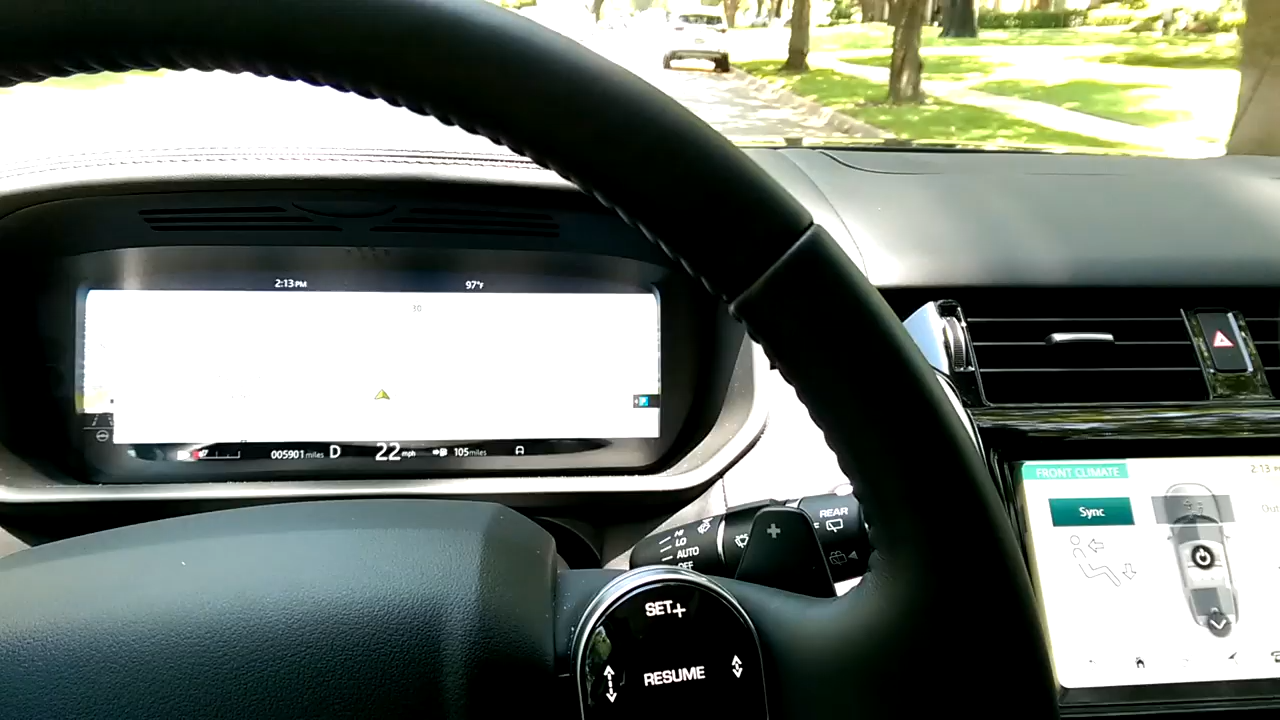 2:13 PM 97°F
30
005901 miles D 22 mph 105 miles
HI
LO
AUTO
OFF
REAR
+
SET+
RESUME
FRONT CLIMATE
2:13
Sync